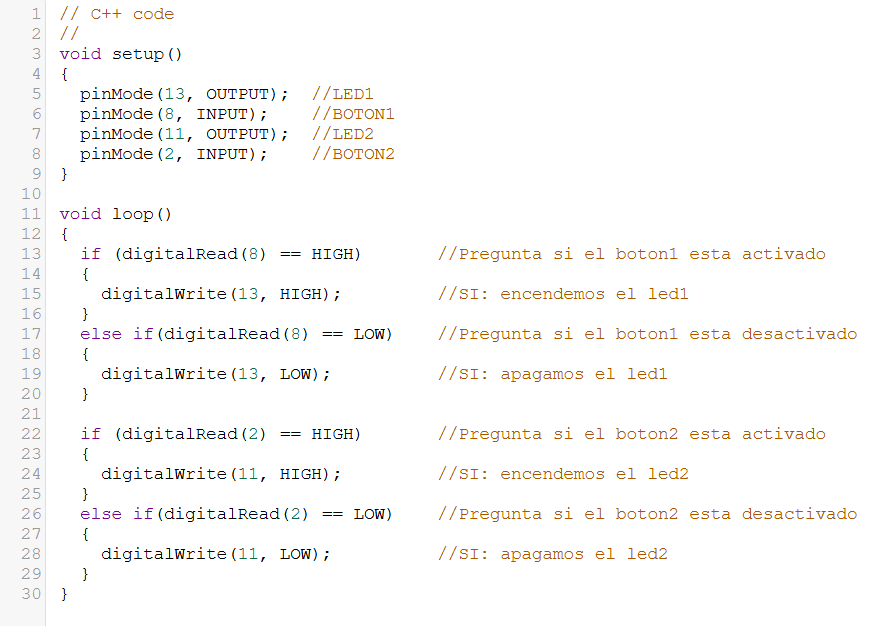 1 // C++ code
2 //
3 void setup()
4 {
5   pinMode(13, OUTPUT);  //LED1
6   pinMode(8, INPUT);    //BOTON1
7   pinMode(11, OUTPUT);  //LED2
8   pinMode(2, INPUT);    //BOTON2
9 }
10
11 void loop()
12 {
13   if (digitalRead(8) == HIGH)       //Pregunta si el boton1 esta activado
14   {
15     digitalWrite(13, HIGH);         //SI: encendemos el led1
16   }
17   else if(digitalRead(8) == LOW)    //Pregunta si el boton1 esta desactivado
18   {
19     digitalWrite(13, LOW);          //SI: apagamos el led1
20   }
21
22   if (digitalRead(2) == HIGH)       //Pregunta si el boton2 esta activado
23   {
24     digitalWrite(11, HIGH);         //SI: encendemos el led2
25   }
26   else if(digitalRead(2) == LOW)    //Pregunta si el boton2 esta desactivado
27   {
28     digitalWrite(11, LOW);          //SI: apagamos el led2
29   }
30 }